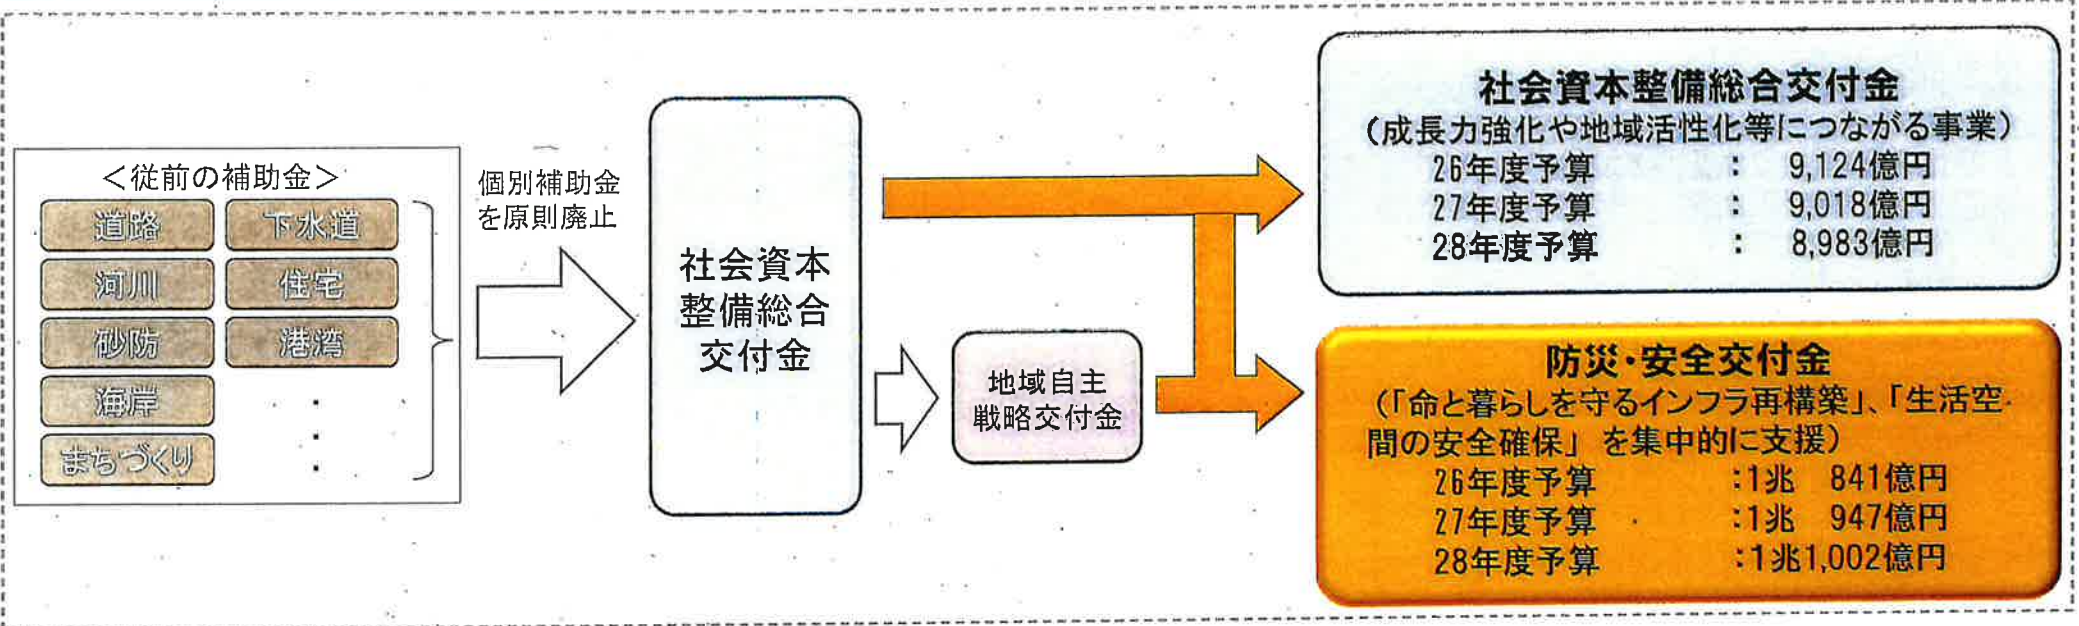 ＜従前の補助金＞
道路
下水道
河川
住宅
砂防
港湾
海岸
まちづくり
個別補助金
を原則廃止
社会資本
整備総合
交付金
地域自主
戦略交付金
社会資本整備総合交付金
（成長力強化や地域活性化等につながる事業）
26年度予算 ： 9,124億円
27年度予算 ： 9,018億円
28年度予算 ： 8,983億円
防災・安全交付金
（「命と暮らしを守るインフラ再構築」、「生活空
間の安全確保」を集中的に支援）
26年度予算 ：1兆 841億円
27年度予算 ：1兆 947億円
28年度予算 ：1兆1,002億円